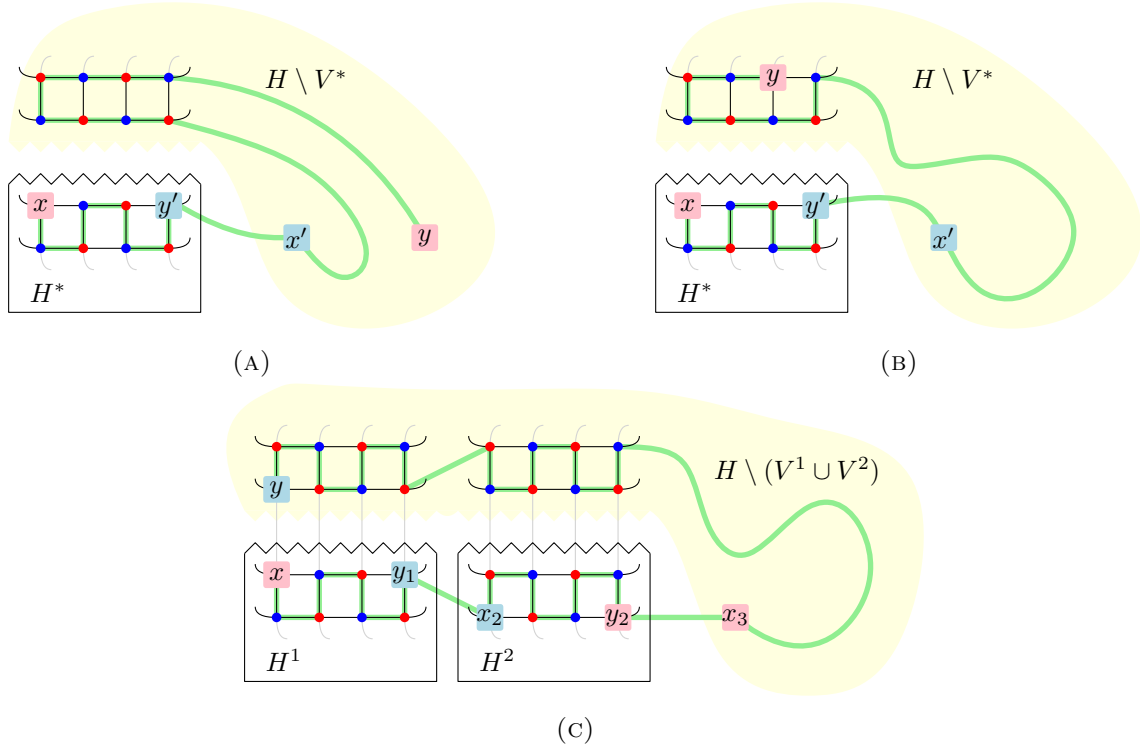 H \ V*
x y′ x′ y
H*
(A)
y
H \ V*
x y′ x′
H*
(B)
H \ (V¹ ∪ V²)
y
x y₁
x₂ y₂ x₃
H¹ H²
(C)